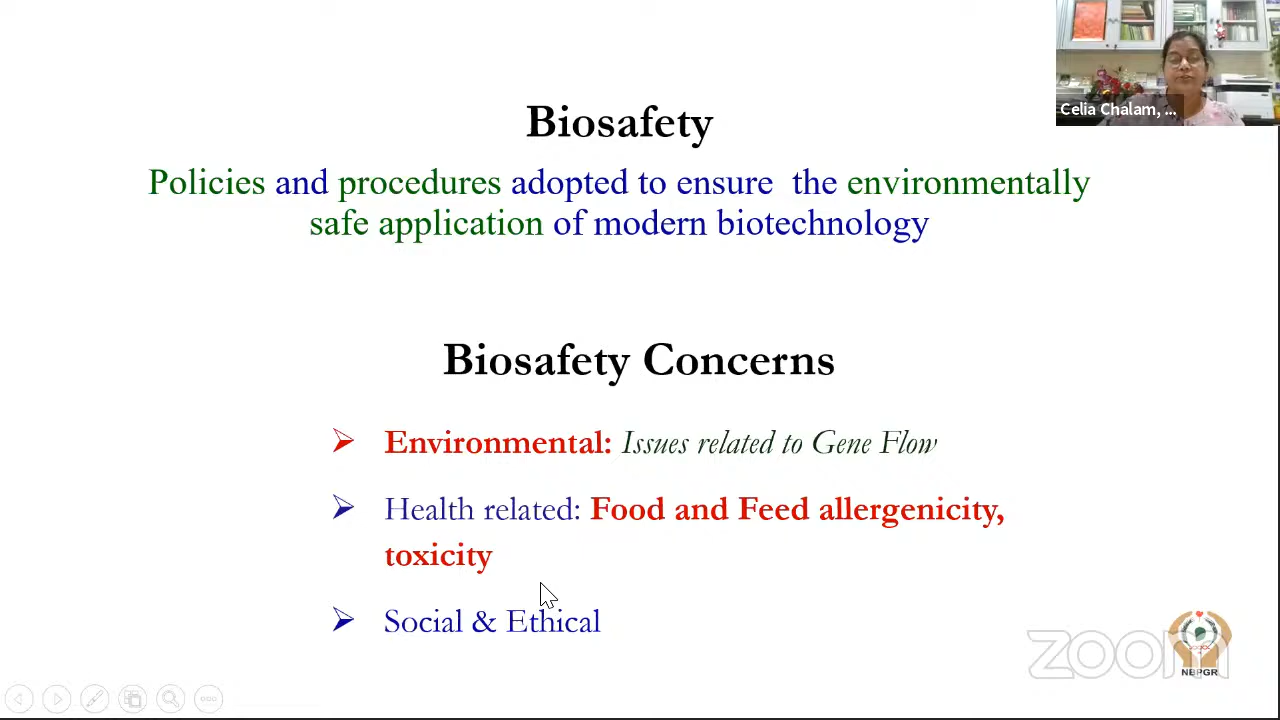 Celia Chalam, ...
Biosafety
Policies and procedures adopted to ensure the environmentally
safe application of modern biotechnology
Biosafety Concerns
➢ Environmental: Issues related to Gene Flow
➢ Health related: Food and Feed allergenicity,
toxicity
➢ Social & Ethical
zoom
NBPGR